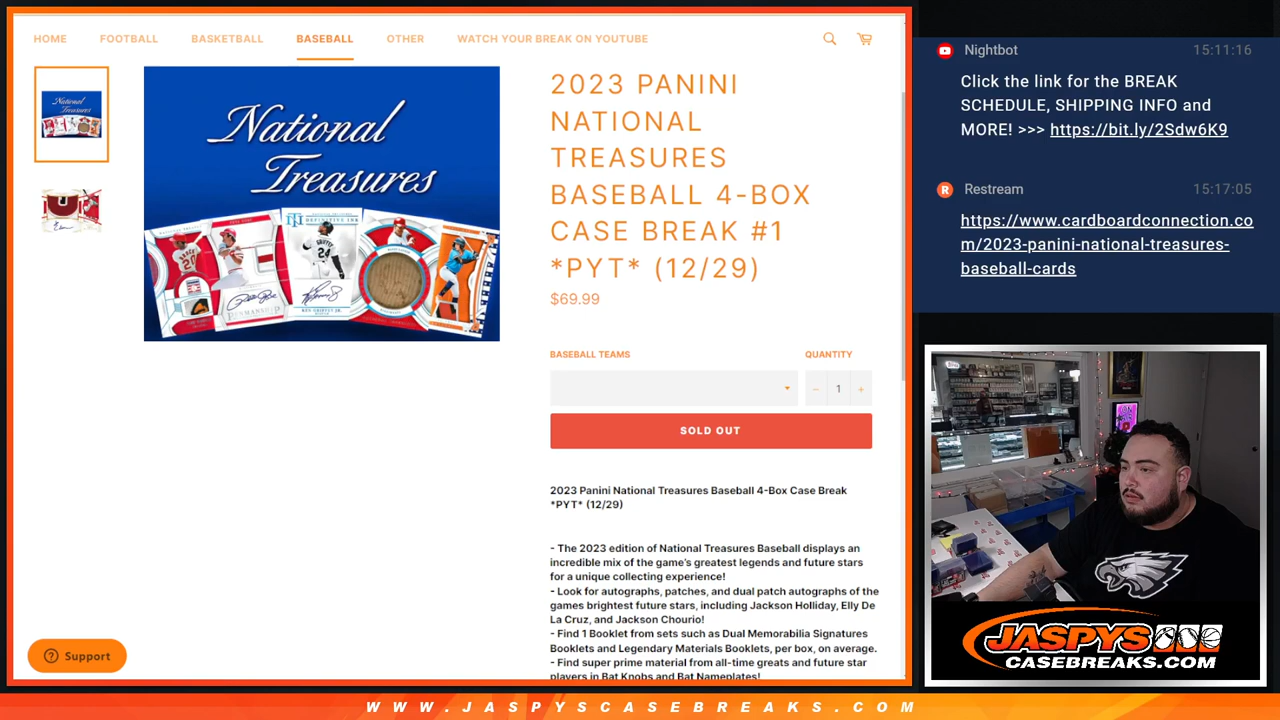 HOME FOOTBALL BASKETBALL BASEBALL OTHER WATCH YOUR BREAK ON YOUTUBE
National
Treasures
2023 PANINI
NATIONAL
TREASURES
BASEBALL 4-BOX
CASE BREAK #1
*PYT* (12/29)
$69.99
BASEBALL TEAMS QUANTITY
1
SOLD OUT
2023 Panini National Treasures Baseball 4-Box Case Break
*PYT* (12/29)
- The 2023 edition of National Treasures Baseball displays an
incredible mix of the game's greatest legends and future stars
for a unique collecting experience!
- Look for autographs, patches, and dual patch autographs of the
games brightest future stars, including Jackson Holliday, Elly De
La Cruz, and Jackson Chourio!
- Find 1 Booklet from sets such as Dual Memorabilia Signatures
Booklets and Legendary Materials Booklets, per box, on average.
- Find super prime material from all-time greats and future star
players in Bat Knobs and Bat Nameplates!
Support
Nightbot 15:11:16
Click the link for the BREAK
SCHEDULE, SHIPPING INFO and
MORE! >>> https://bit.ly/2Sdw6K9
Restream 15:17:05
https://www.cardboardconnection.co
m/2023-panini-national-treasures-
baseball-cards
JASPYS
CASEBREAKS.COM
WWW.JASPYSCASEBREAKS.COM